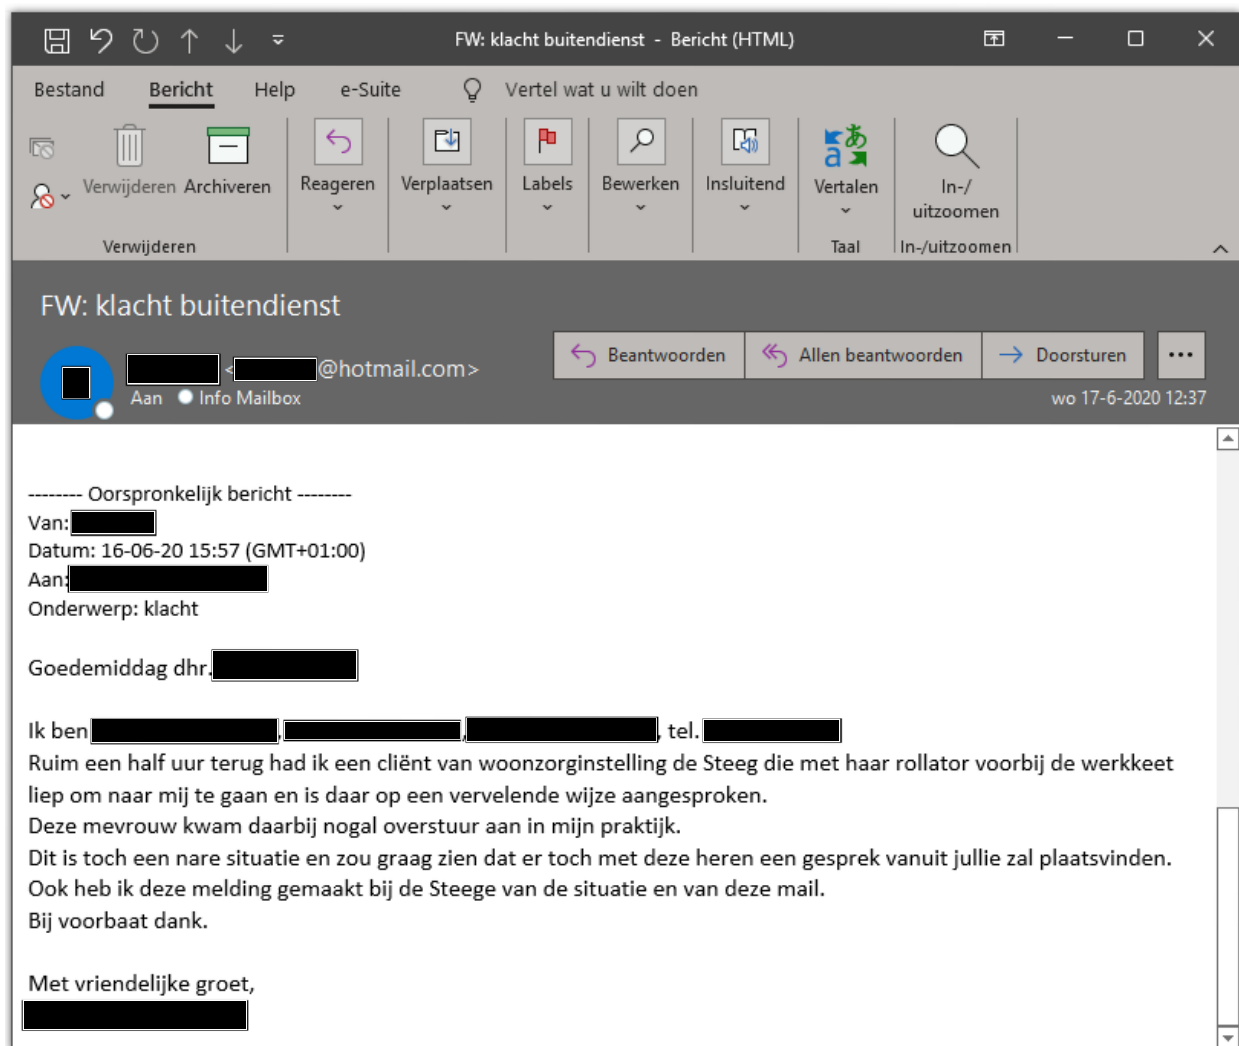 FW: klacht buitendienst - Bericht (HTML)
Bestand Bericht Help e-Suite Vertel wat u wilt doen
Verwijderen Archiveren Reageren Verplaatsen Labels Bewerken Insluitend Vertalen In-/
uitzoomen
Verwijderen Taal In-/uitzoomen
FW: klacht buitendienst
Beantwoorden Allen beantwoorden Doorsturen
< @hotmail.com>
Aan Info Mailbox wo 17-6-2020 12:37
-------- Oorspronkelijk bericht --------
Van:
Datum: 16-06-20 15:57 (GMT+01:00)
Aan:
Onderwerp: klacht
Goedemiddag dhr.
Ik ben , , , tel.
Ruim een half uur terug had ik een cliënt van woonzorginstelling de Steeg die met haar rollator voorbij de werkkeet
liep om naar mij te gaan en is daar op een vervelende wijze aangesproken.
Deze mevrouw kwam daarbij nogal overstuur aan in mijn praktijk.
Dit is toch een nare situatie en zou graag zien dat er toch met deze heren een gesprek vanuit jullie zal plaatsvinden.
Ook heb ik deze melding gemaakt bij de Steege van de situatie en van deze mail.
Bij voorbaat dank.
Met vriendelijke groet,